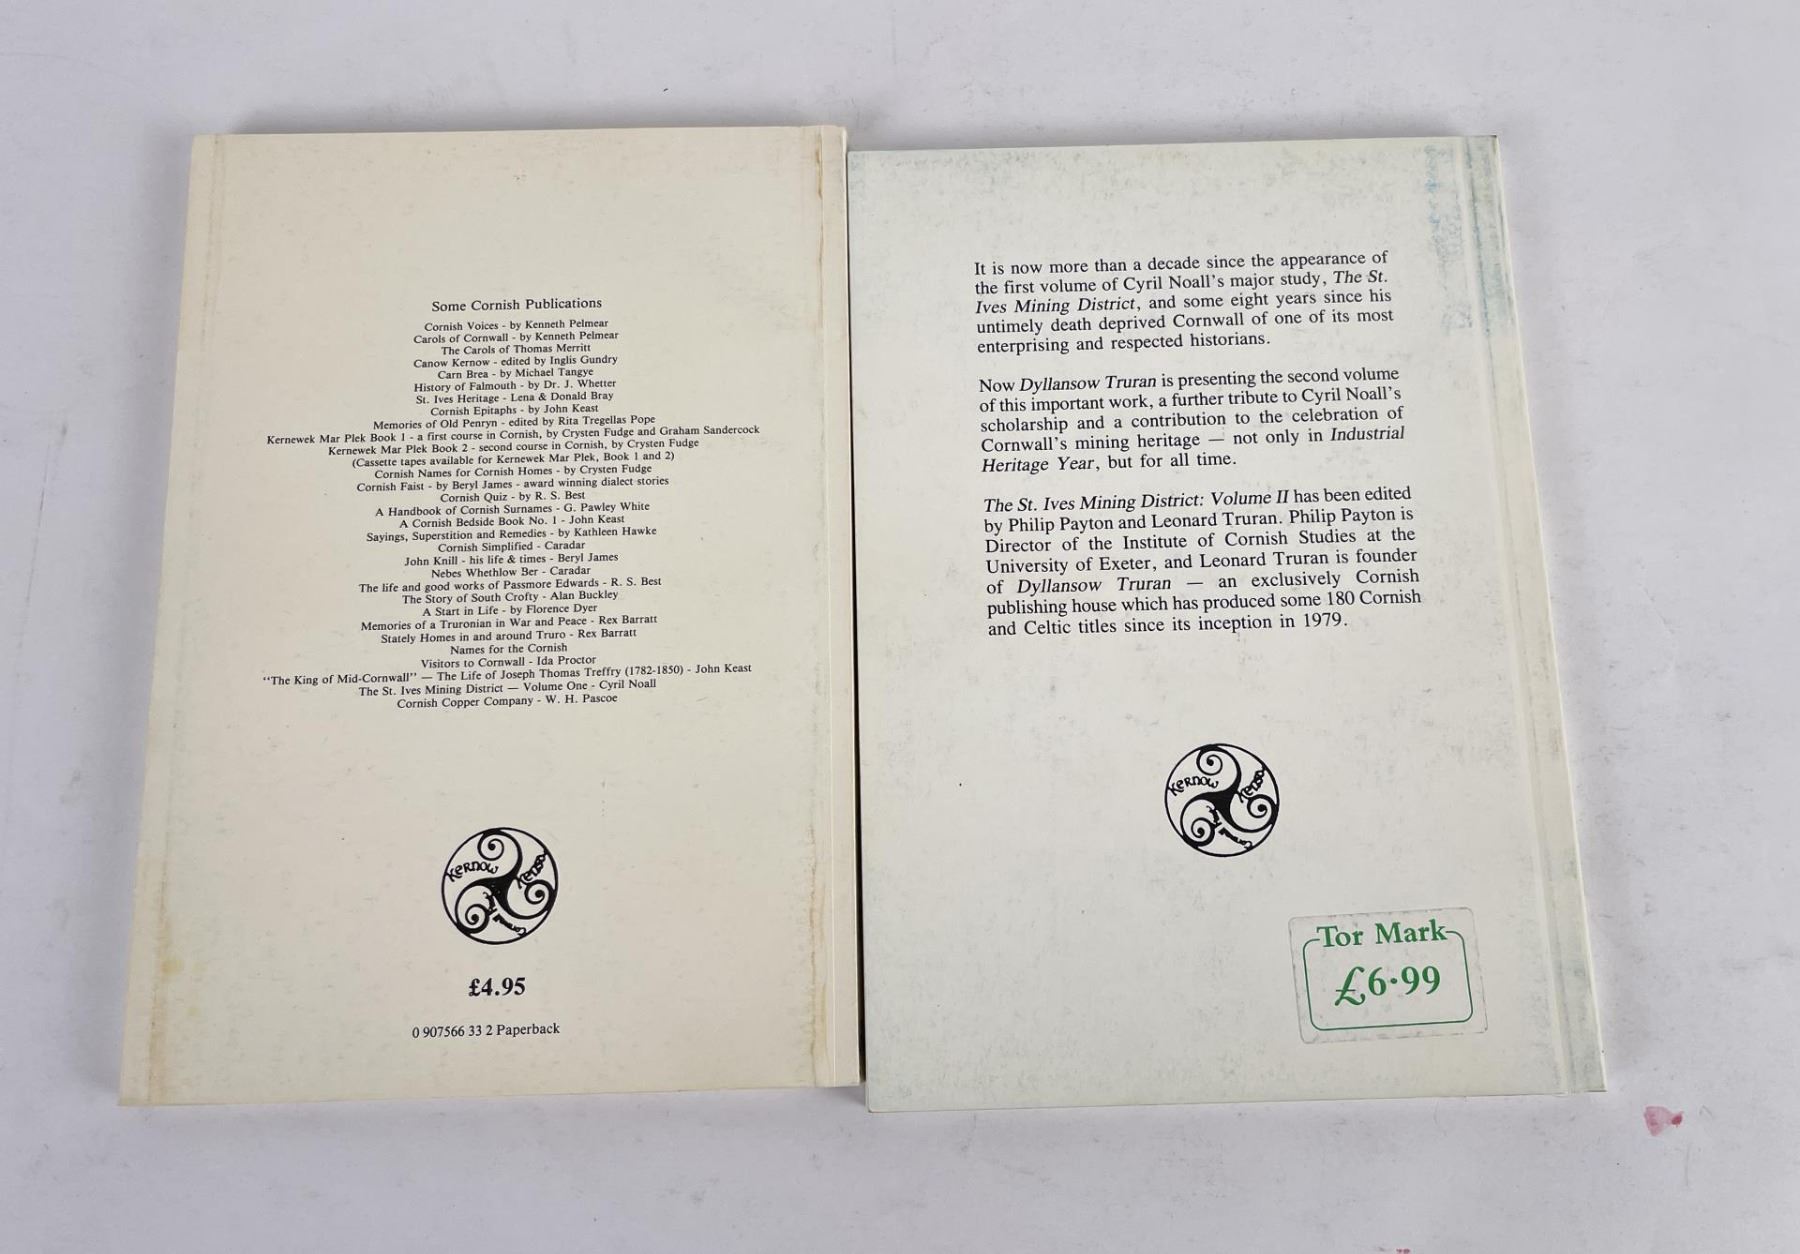 Some Cornish Publications
Cornish Voices - by Kenneth Pelmear
Carols of Cornwall - by Kenneth Pelmear
The Carols of Thomas Merritt
Canow Kernow - edited by Inglis Gundry
Carn Brea - by Michael Tangye
History of Falmouth - by Dr. J. Whetter
St. Ives Heritage - Lena & Donald Bray
Cornish Epitaphs - by John Keast
Memories of Old Penryn - edited by Rita Tregellas Pope
Kernewek Mar Plek Book 1 - a first course in Cornish, by Crysten Fudge and Graham Sandercock
Kernewek Mar Plek Book 2 - second course in Cornish, by Crysten Fudge
(Cassette tapes available for Kernewek Mar Plek, Book 1 and 2)
Cornish Names for Cornish Homes - by Crysten Fudge
Cornish Faist - by Beryl James - award winning dialect stories
Cornish Quiz - by R. S. Best
A Handbook of Cornish Surnames - G. Pawley White
A Cornish Bedside Book No. 1 - John Keast
Sayings, Superstition and Remedies - by Kathleen Hawke
Cornish Simplified - Caradar
John Knill - his life & times - Beryl James
Nebes Whethlow Ber - Caradar
The life and good works of Passmore Edwards - R. S. Best
The Story of South Crofty - Alan Buckley
A Start in Life - by Florence Dyer
Memories of a Truronian in War and Peace - Rex Barratt
Stately Homes in and around Truro - Rex Barratt
Names for the Cornish
Visitors to Cornwall - Ida Proctor
"The King of Mid-Cornwall" — The Life of Joseph Thomas Treffry (1782-1850) - John Keast
The St. Ives Mining District — Volume One - Cyril Noall
Cornish Copper Company - W. H. Pascoe
Kernow
Kensa
£4.95
0 907566 33 2 Paperback
It is now more than a decade since the appearance of
the first volume of Cyril Noall's major study, The St.
Ives Mining District, and some eight years since his
untimely death deprived Cornwall of one of its most
enterprising and respected historians.
Now Dyllansow Truran is presenting the second volume
of this important work, a further tribute to Cyril Noall's
scholarship and a contribution to the celebration of
Cornwall's mining heritage — not only in Industrial
Heritage Year, but for all time.
The St. Ives Mining District: Volume II has been edited
by Philip Payton and Leonard Truran. Philip Payton is
Director of the Institute of Cornish Studies at the
University of Exeter, and Leonard Truran is founder
of Dyllansow Truran — an exclusively Cornish
publishing house which has produced some 180 Cornish
and Celtic titles since its inception in 1979.
Kernow
Kensa
Tor Mark
£6·99